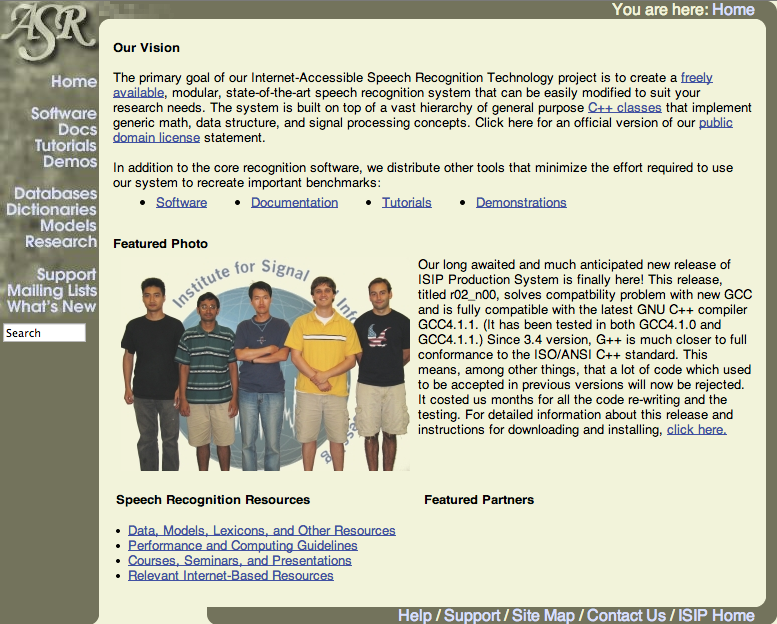 ASR
You are here: Home
Home
Software
Docs
Tutorials
Demos
Databases
Dictionaries
Models
Research
Support
Mailing Lists
What's New
Search
Our Vision
The primary goal of our Internet-Accessible Speech Recognition Technology project is to create a freely
available, modular, state-of-the-art speech recognition system that can be easily modified to suit your
research needs. The system is built on top of a vast hierarchy of general purpose C++ classes that implement
generic math, data structure, and signal processing concepts. Click here for an official version of our public
domain license statement.
In addition to the core recognition software, we distribute other tools that minimize the effort required to use
our system to recreate important benchmarks:
• Software • Documentation • Tutorials • Demonstrations
Featured Photo
Institute for Signal
Our long awaited and much anticipated new release of
ISIP Production System is finally here! This release,
titled r02_n00, solves compatbility problem with new GCC
and is fully compatible with the latest GNU C++ compiler
GCC4.1.1. (It has been tested in both GCC4.1.0 and
GCC4.1.1.) Since 3.4 version, G++ is much closer to full
conformance to the ISO/ANSI C++ standard. This
means, among other things, that a lot of code which used
to be accepted in previous versions will now be rejected.
It costed us months for all the code re-writing and the
testing. For detailed information about this release and
instructions for downloading and installing, click here.
Speech Recognition Resources
• Data, Models, Lexicons, and Other Resources
• Performance and Computing Guidelines
• Courses, Seminars, and Presentations
• Relevant Internet-Based Resources
Featured Partners
Help / Support / Site Map / Contact Us / ISIP Home